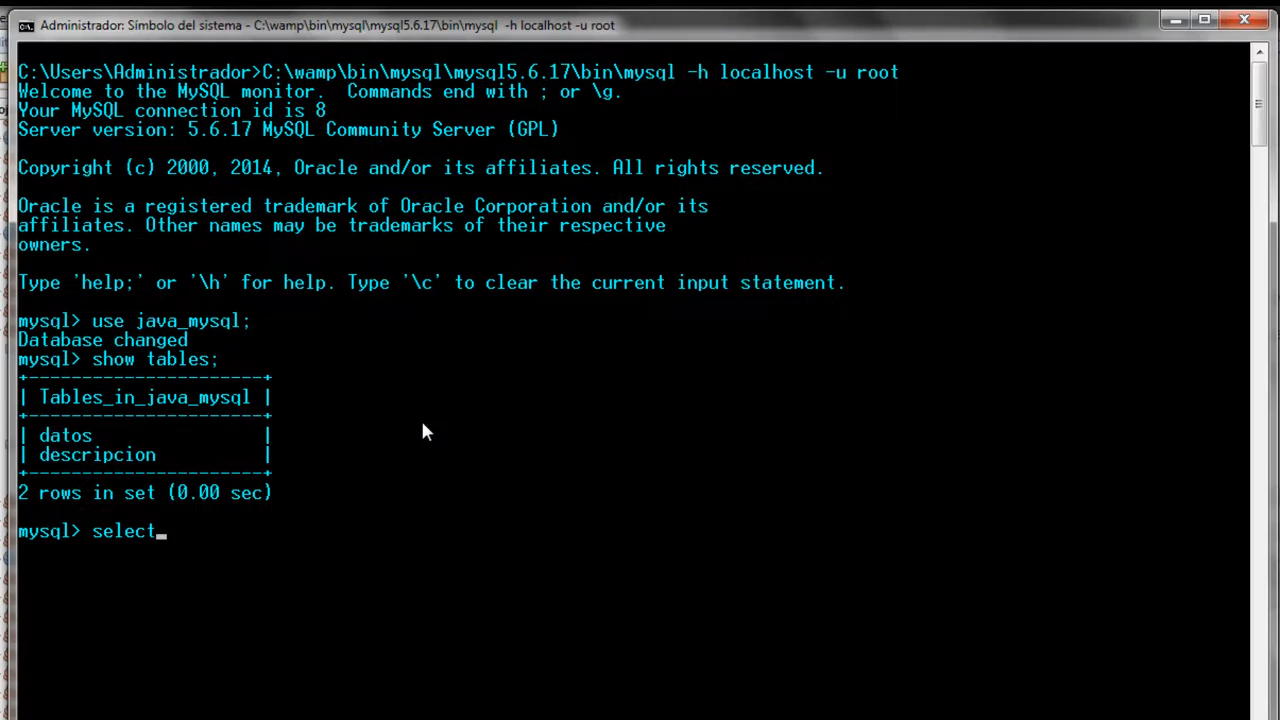 Administrador: Símbolo del sistema - C:\wamp\bin\mysql\mysql5.6.17\bin\mysql  -h localhost -u root
C:\Users\Administrador>C:\wamp\bin\mysql\mysql5.6.17\bin\mysql -h localhost -u root
Welcome to the MySQL monitor.  Commands end with ; or \g.
Your MySQL connection id is 8
Server version: 5.6.17 MySQL Community Server (GPL)
Copyright (c) 2000, 2014, Oracle and/or its affiliates. All rights reserved.
Oracle is a registered trademark of Oracle Corporation and/or its
affiliates. Other names may be trademarks of their respective
owners.
Type 'help;' or '\h' for help. Type '\c' to clear the current input statement.
mysql> use java_mysql;
Database changed
mysql> show tables;
+----------------------+
| Tables_in_java_mysql |
+----------------------+
| datos                |
| descripcion          |
+----------------------+
2 rows in set (0.00 sec)
mysql> select_